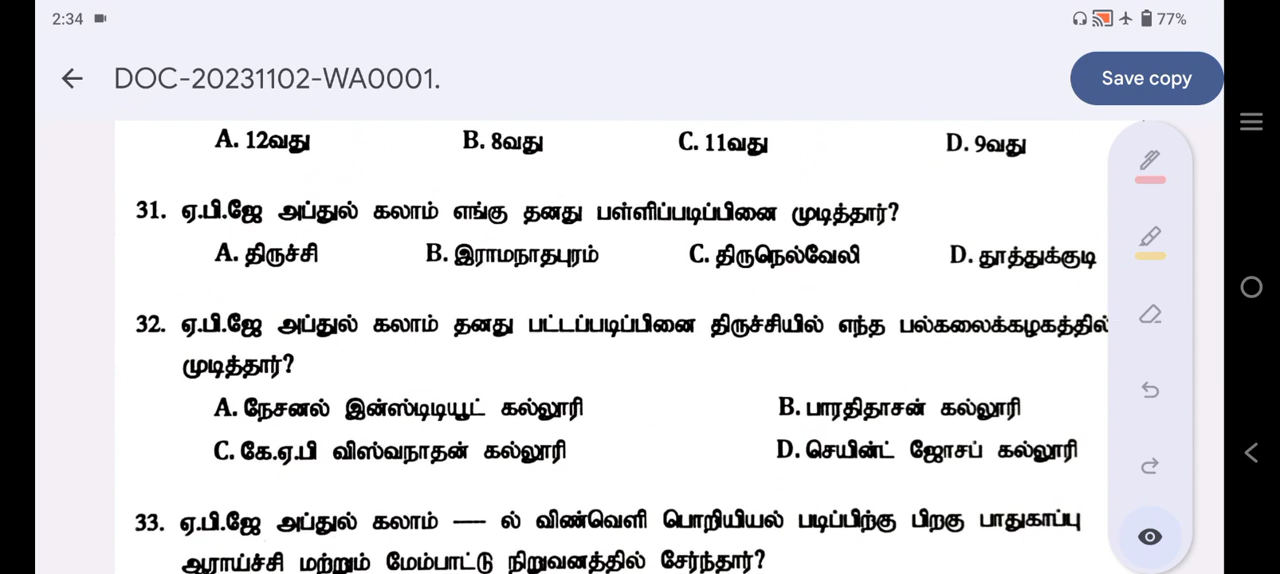 2:34
77%
DOC-20231102-WA0001.
Save copy
A. 12வது B. 8வது C. 11வது D. 9வது
31. ஏ.பி.ஜே அப்துல் கலாம் எங்கு தனது பள்ளிப்படிப்பினை முடித்தார்?
A. திருச்சி B. இராமநாதபுரம் C. திருநெல்வேலி D. தூத்துக்குடி
32. ஏ.பி.ஜே அப்துல் கலாம் தனது பட்டப்படிப்பினை திருச்சியில் எந்த பல்கலைக்கழகத்தில்
முடித்தார்?
A. நேசனல் இன்ஸ்டிடியூட் கல்லூரி B. பாரதிதாசன் கல்லூரி
C. கே.ஏ.பி விஸ்வநாதன் கல்லூரி D. செயின்ட் ஜோசப் கல்லூரி
33. ஏ.பி.ஜே அப்துல் கலாம் — ல் விண்வெளி பொறியியல் படிப்பிற்கு பிறகு பாதுகாப்பு
ஆராய்ச்சி மற்றும் மேம்பாட்டு நிறுவனத்தில் சேர்ந்தார்?